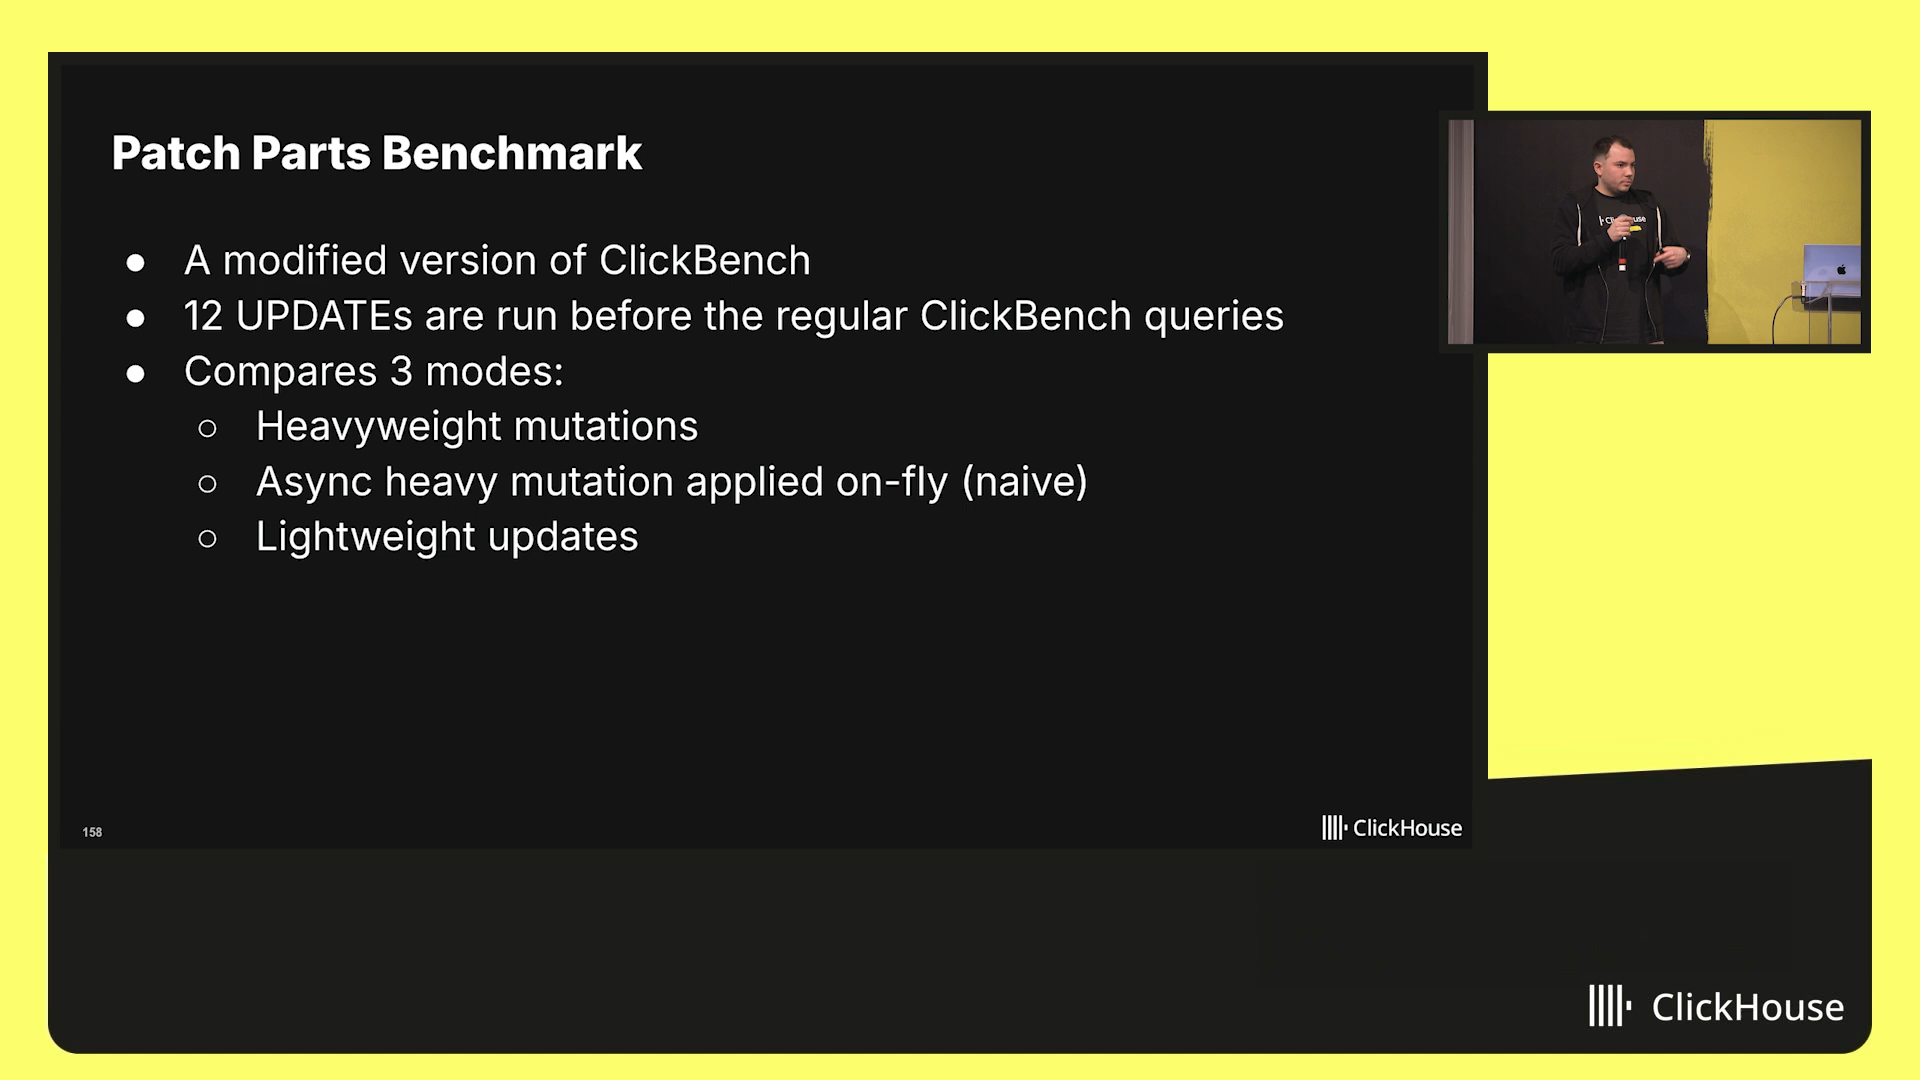 Patch Parts Benchmark
● A modified version of ClickBench
● 12 UPDATEs are run before the regular ClickBench queries
● Compares 3 modes:
○ Heavyweight mutations
○ Async heavy mutation applied on-fly (naive)
○ Lightweight updates
158
ClickHouse
ClickHouse